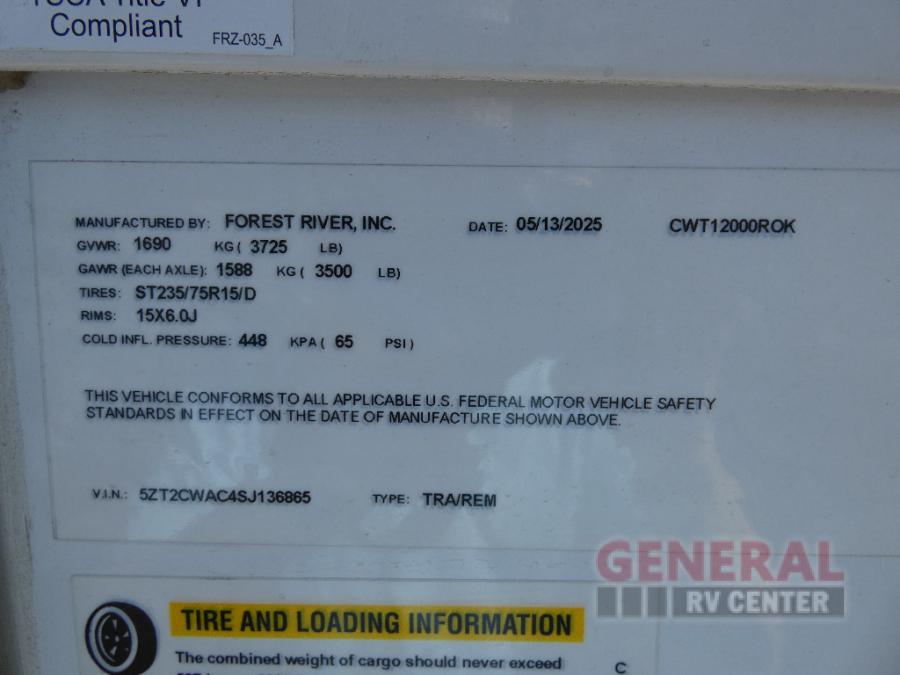 Compliant FRZ-035_A
MANUFACTURED BY: FOREST RIVER, INC. DATE: 05/13/2025 CWT12000ROK
GVWR: 1690 KG ( 3725 LB)
GAWR (EACH AXLE): 1588 KG ( 3500 LB)
TIRES: ST235/75R15/D
RIMS: 15X6.0J
COLD INFL. PRESSURE: 448 KPA ( 65 PSI )
THIS VEHICLE CONFORMS TO ALL APPLICABLE U.S. FEDERAL MOTOR VEHICLE SAFETY
STANDARDS IN EFFECT ON THE DATE OF MANUFACTURE SHOWN ABOVE.
V.I.N.: 5ZT2CWAC4SJ136865 TYPE: TRA/REM
GENERAL
RV CENTER
TIRE AND LOADING INFORMATION
The combined weight of cargo should never exceed C